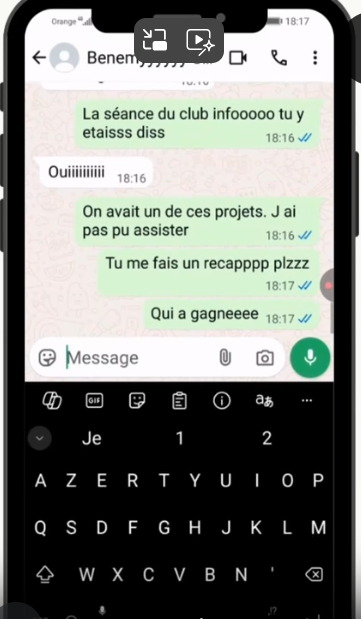 Orange
18:17
Benemyyyyyy
La séance du club infooooo tu y
etaisss diss
18:16
Ouiiiiiiiiii
18:16
On avait un de ces projets. J ai
pas pu assister
18:16
Tu me fais un recapppp plzzz
18:17
Qui a gagneeee 18:17
Message
GIF
Je 1 2
A Z E R T Y U I O P
Q S D F G H J K L M
W X C V B N '